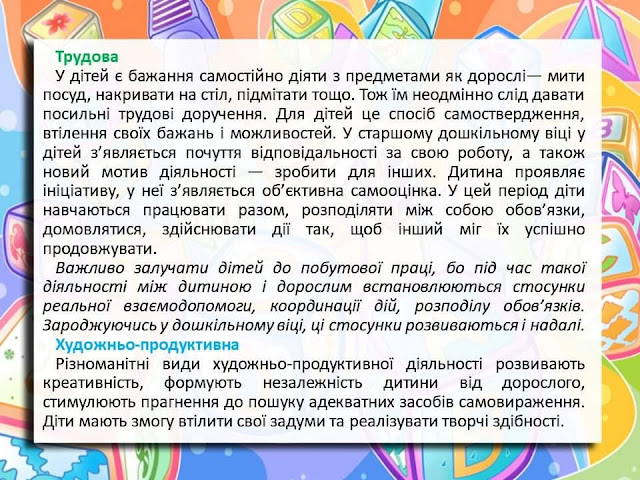 Трудова
У дітей є бажання самостійно діяти з предметами як дорослі— мити
посуд, накривати на стіл, підмітати тощо. Тож їм неодмінно слід давати
посильні трудові доручення. Для дітей це спосіб самоствердження,
втілення своїх бажань і можливостей. У старшому дошкільному віці у
дітей з’являється почуття відповідальності за свою роботу, а також
новий мотив діяльності — зробити для інших. Дитина проявляє
ініціативу, у неї з’являється об’єктивна самооцінка. У цей період діти
навчаються працювати разом, розподіляти між собою обов’язки,
домовлятися, здійснювати дії так, щоб інший міг їх успішно
продовжувати.
Важливо залучати дітей до побутової праці, бо під час такої
діяльності між дитиною і дорослим встановлюються стосунки
реальної взаємодопомоги, координації дій, розподілу обов’язків.
Зароджуючись у дошкільному віці, ці стосунки розвиваються і надалі.
Художньо-продуктивна
Різноманітні види художньо-продуктивної діяльності розвивають
креативність, формують незалежність дитини від дорослого,
стимулюють прагнення до пошуку адекватних засобів самовираження.
Діти мають змогу втілити свої задуми та реалізувати творчі здібності.